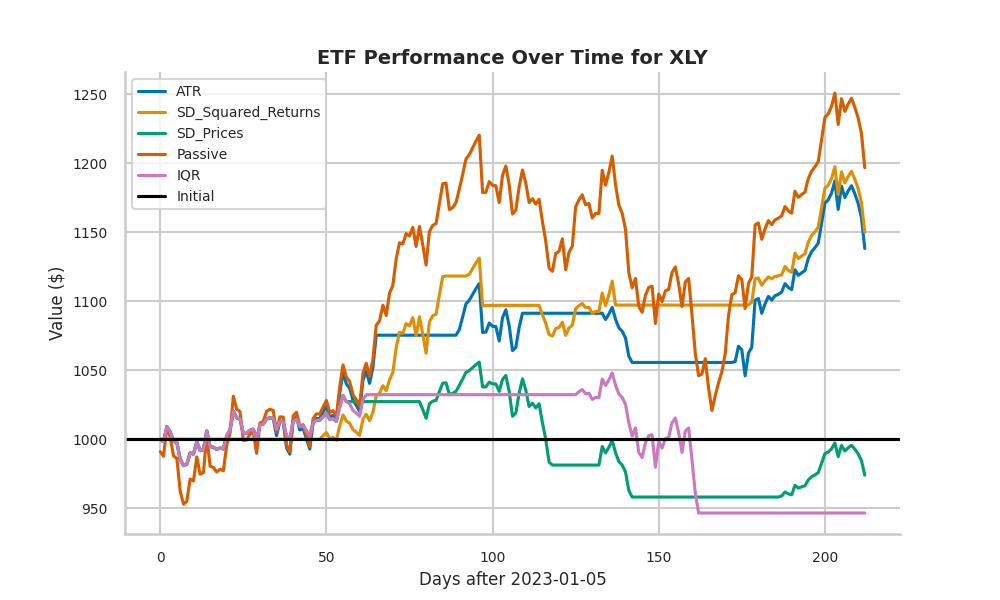 ETF Performance Over Time for XLY
ATR
SD_Squared_Returns
SD_Prices
Passive
IQR
Initial
1250
1200
1150
1100
1050
1000
950
Value ($)
0 50 100 150 200
Days after 2023-01-05